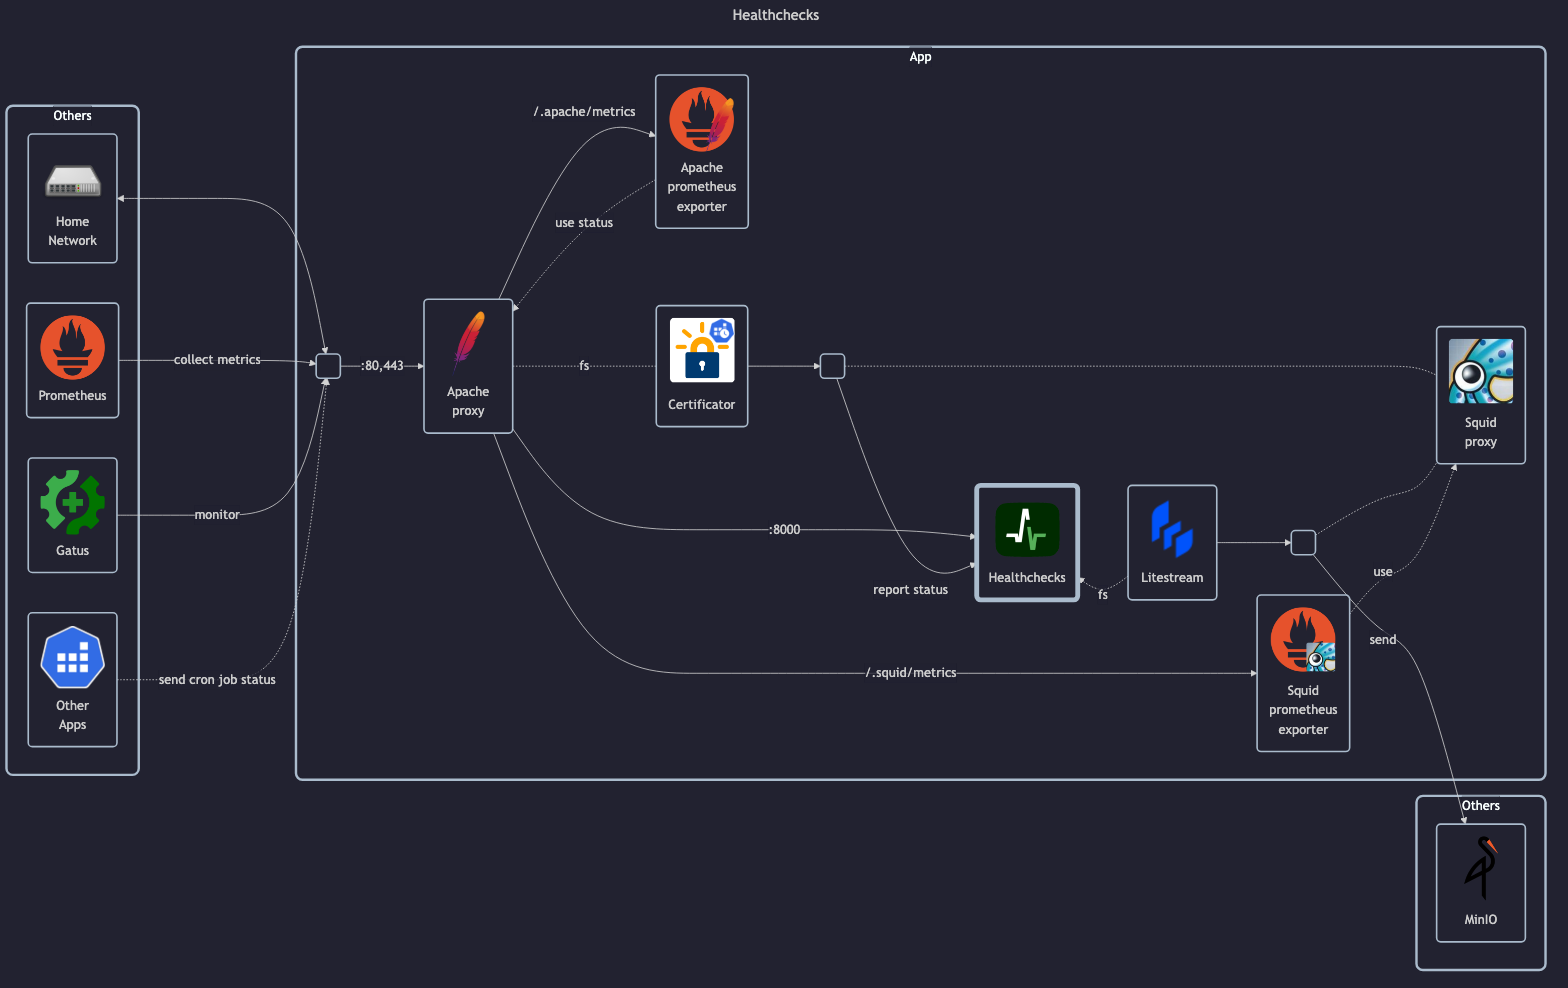 Healthchecks
App
Others
Home
Network
Prometheus
Gatus
Other
Apps
collect metrics
monitor
send cron job status
:80,443
Apache
proxy
/.apache/metrics
use status
Apache
prometheus
exporter
fs
Certificator
:8000
report status
/.squid/metrics
Healthchecks
fs
Litestream
Squid
proxy
use
send
Squid
prometheus
exporter
Others
MinIO